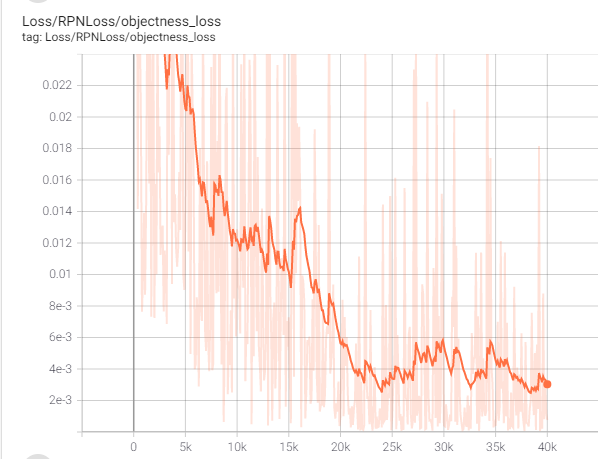 Loss/RPNLoss/objectness_loss
tag: Loss/RPNLoss/objectness_loss
0.022
0.02
0.018
0.016
0.014
0.012
0.01
8e-3
6e-3
4e-3
2e-3
0 5k 10k 15k 20k 25k 30k 35k 40k